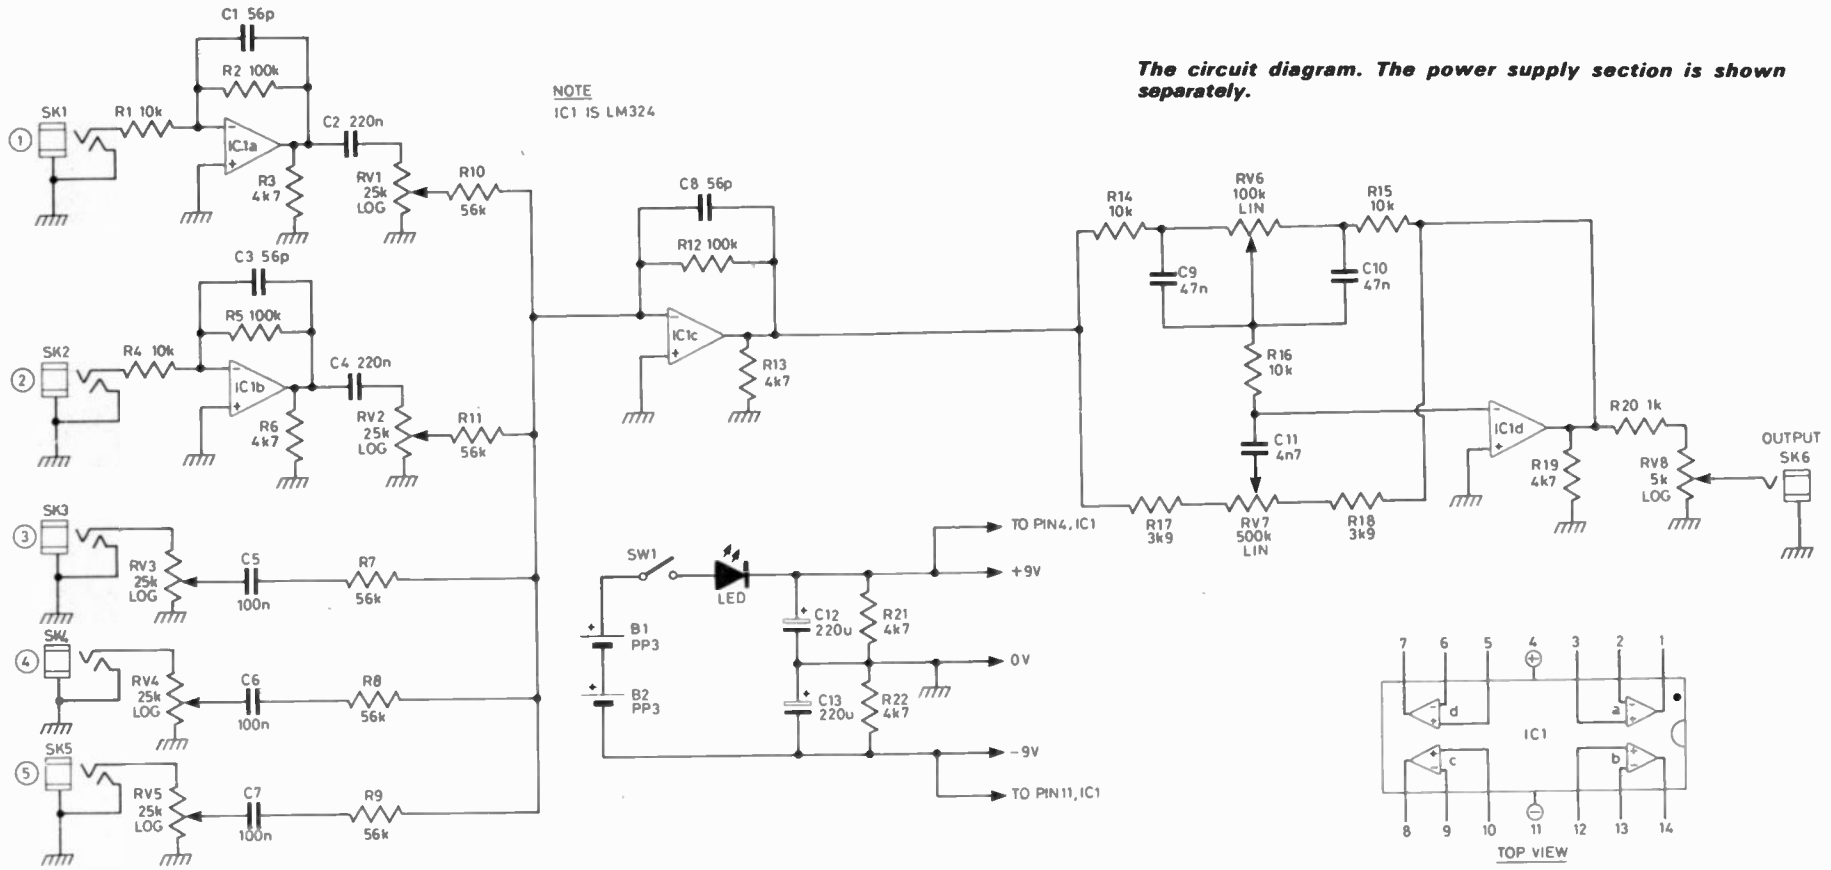 The circuit diagram. The power supply section is shown
separately.
NOTE
IC1 IS LM324
C1 56p
R2 100k
SK1
R1 10k
1
IC1a
−
+
R3
4k7
C2 220n
RV1
25k
LOG
R10
56k
C3 56p
R5 100k
SK2
R4 10k
2
IC1b
−
+
R6
4k7
C4 220n
RV2
25k
LOG
R11
56k
SK3
3
RV3
25k
LOG
C5
100n
R7
56k
SK4
4
RV4
25k
LOG
C6
100n
R8
56k
SK5
5
RV5
25k
LOG
C7
100n
R9
56k
C8 56p
R12 100k
IC1c
−
+
R13
4k7
R14
10k
RV6
100k
LIN
R15
10k
C9
47n
C10
47n
R16
10k
C11
4n7
R17
3k9
RV7
500k
LIN
R18
3k9
IC1d
−
+
R19
4k7
R20 1k
RV8
5k
LOG
OUTPUT
SK6
SW1
LED
+
B1
PP3
+
B2
PP3
+
C12
220u
R21
4k7
+
C13
220u
R22
4k7
TO PIN4, IC1
+9V
0V
−9V
TO PIN11, IC1
7 6 5 4 3 2 1
+
− d +
a − +
IC1
+ c −
b + −
−
8 9 10 11 12 13 14
TOP VIEW